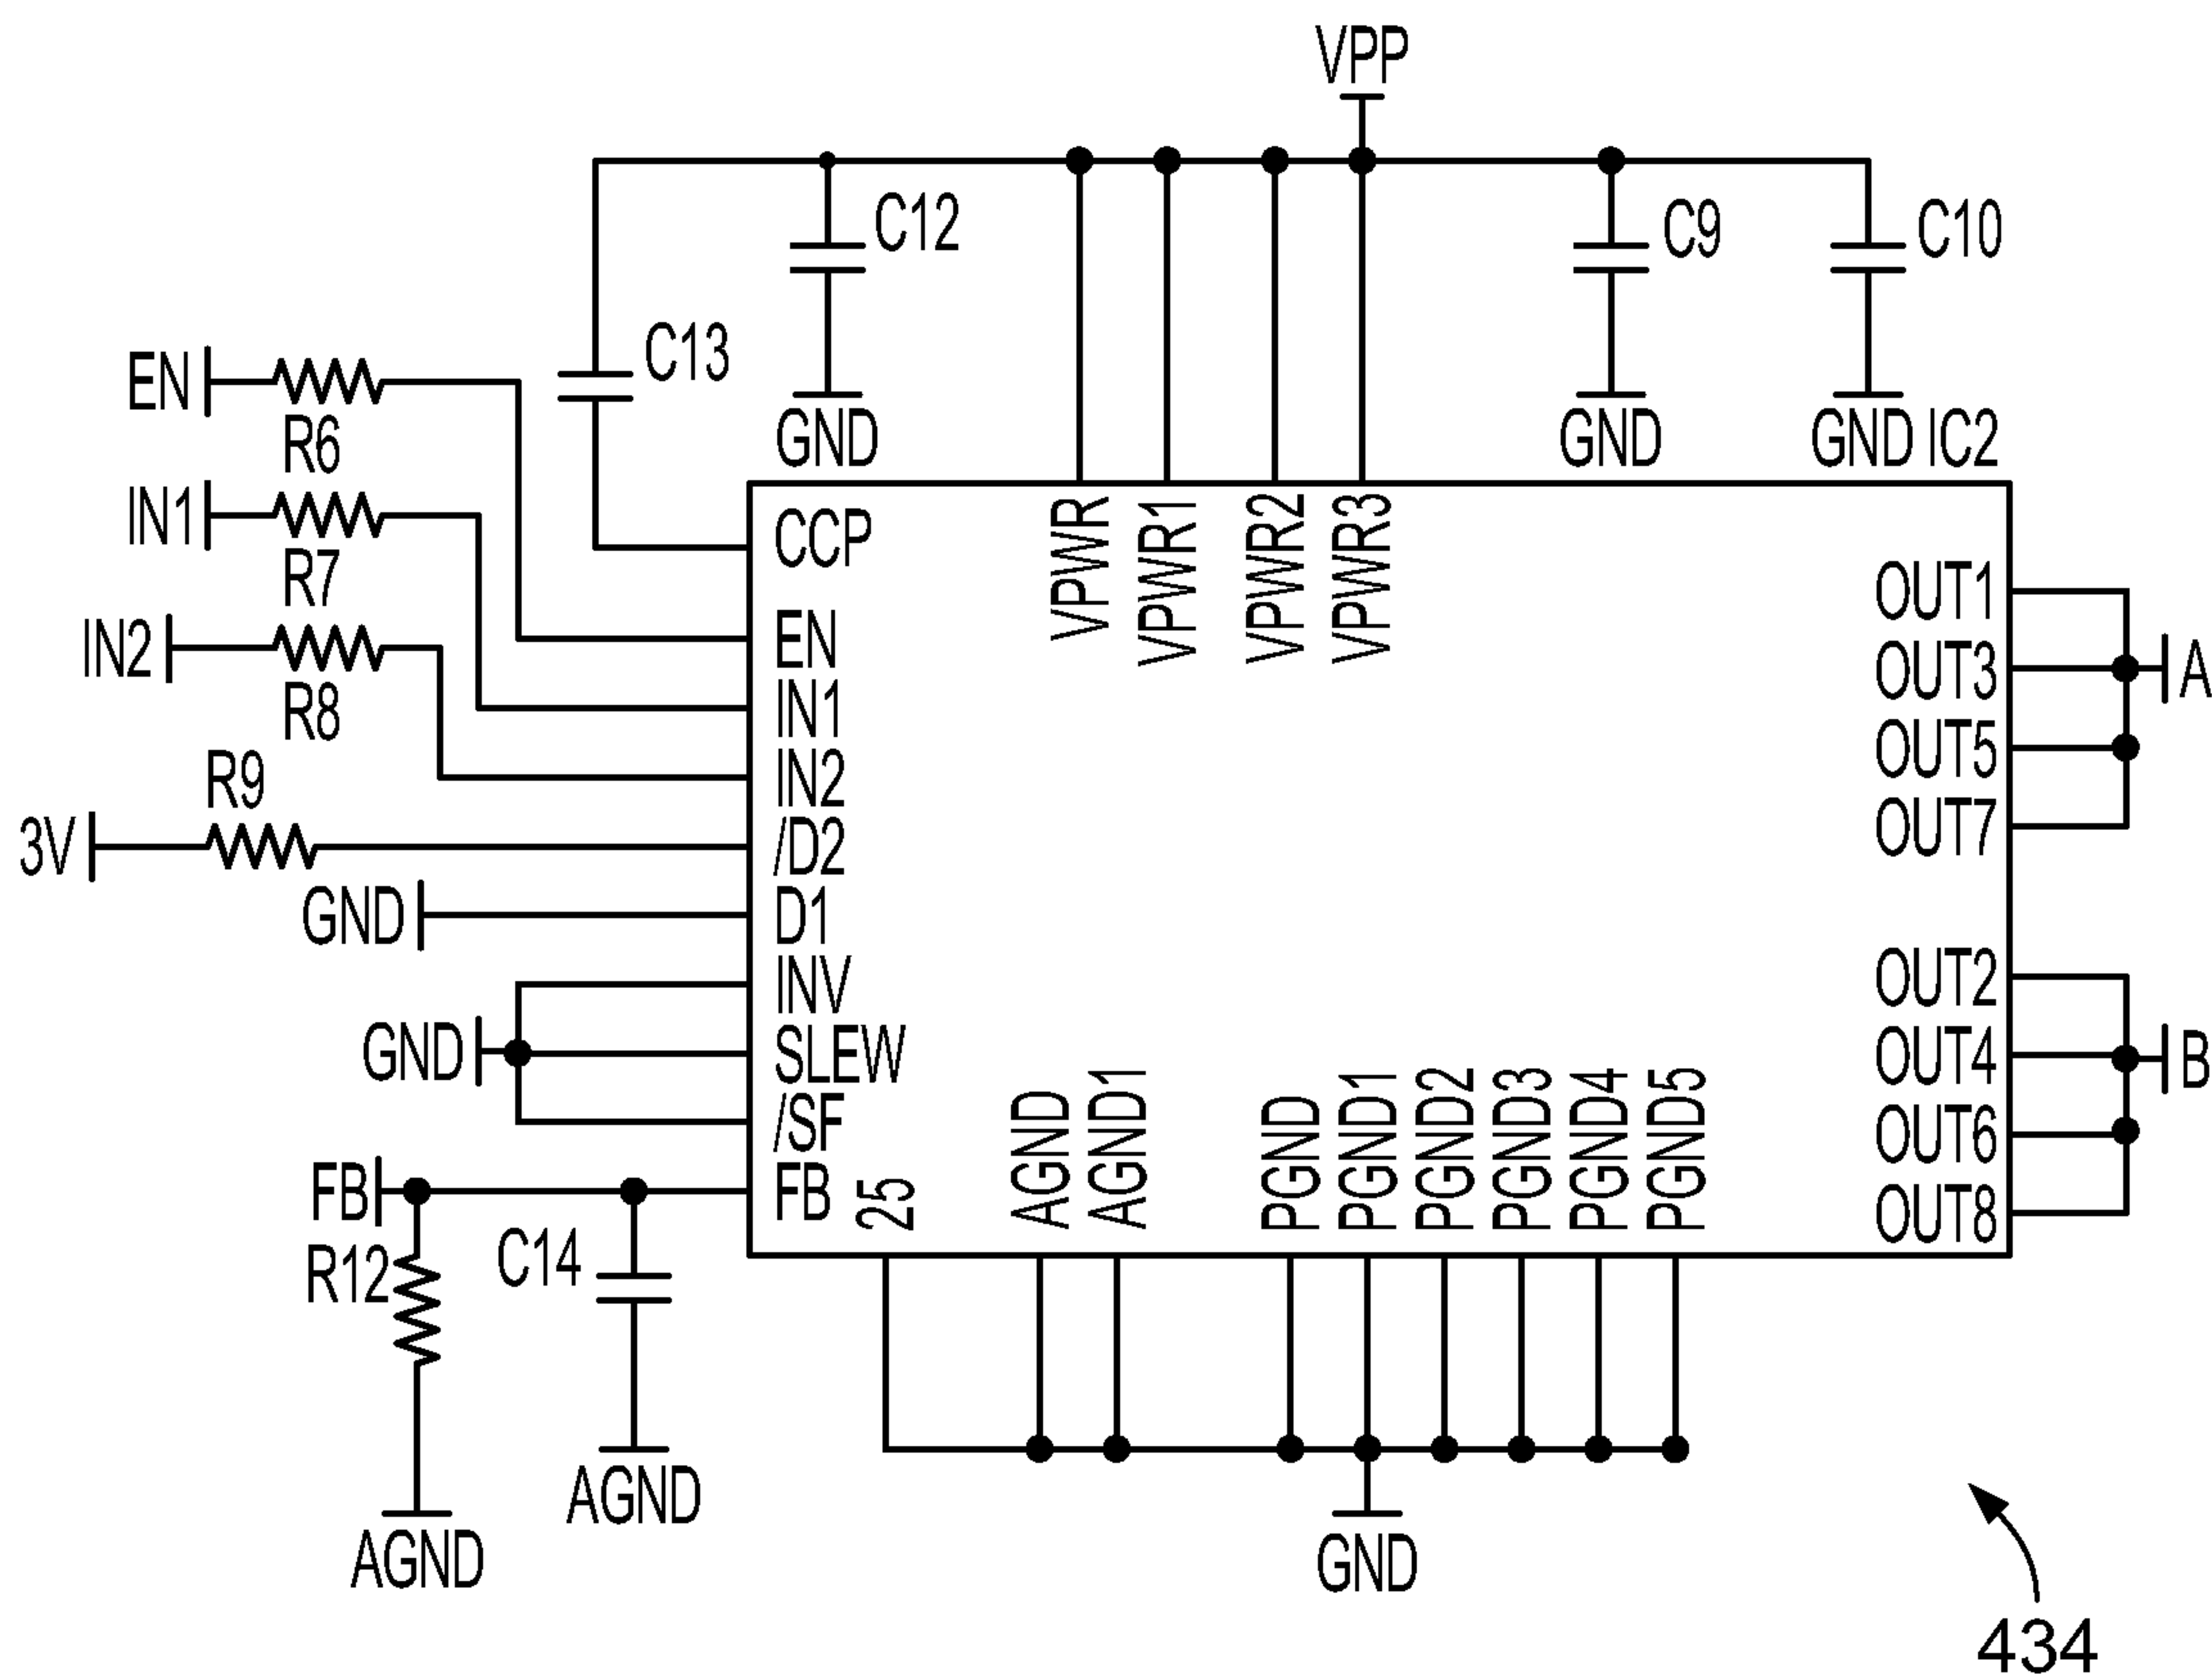 VPP
C12
C9
C10
C13
EN
GND
GND
GND IC2
R6
IN1
CCP
VPWR
VPWR1
VPWR2
VPWR3
R7
OUT1
IN2
EN
OUT3
A
R8
IN1
OUT5
R9
IN2
OUT7
3V
/D2
GND
D1
INV
OUT2
GND
SLEW
OUT4
B
/SF
OUT6
FB
FB
25
AGND
AGND1
PGND
PGND1
PGND2
PGND3
PGND4
PGND5
OUT8
R12
C14
AGND
AGND
GND
434